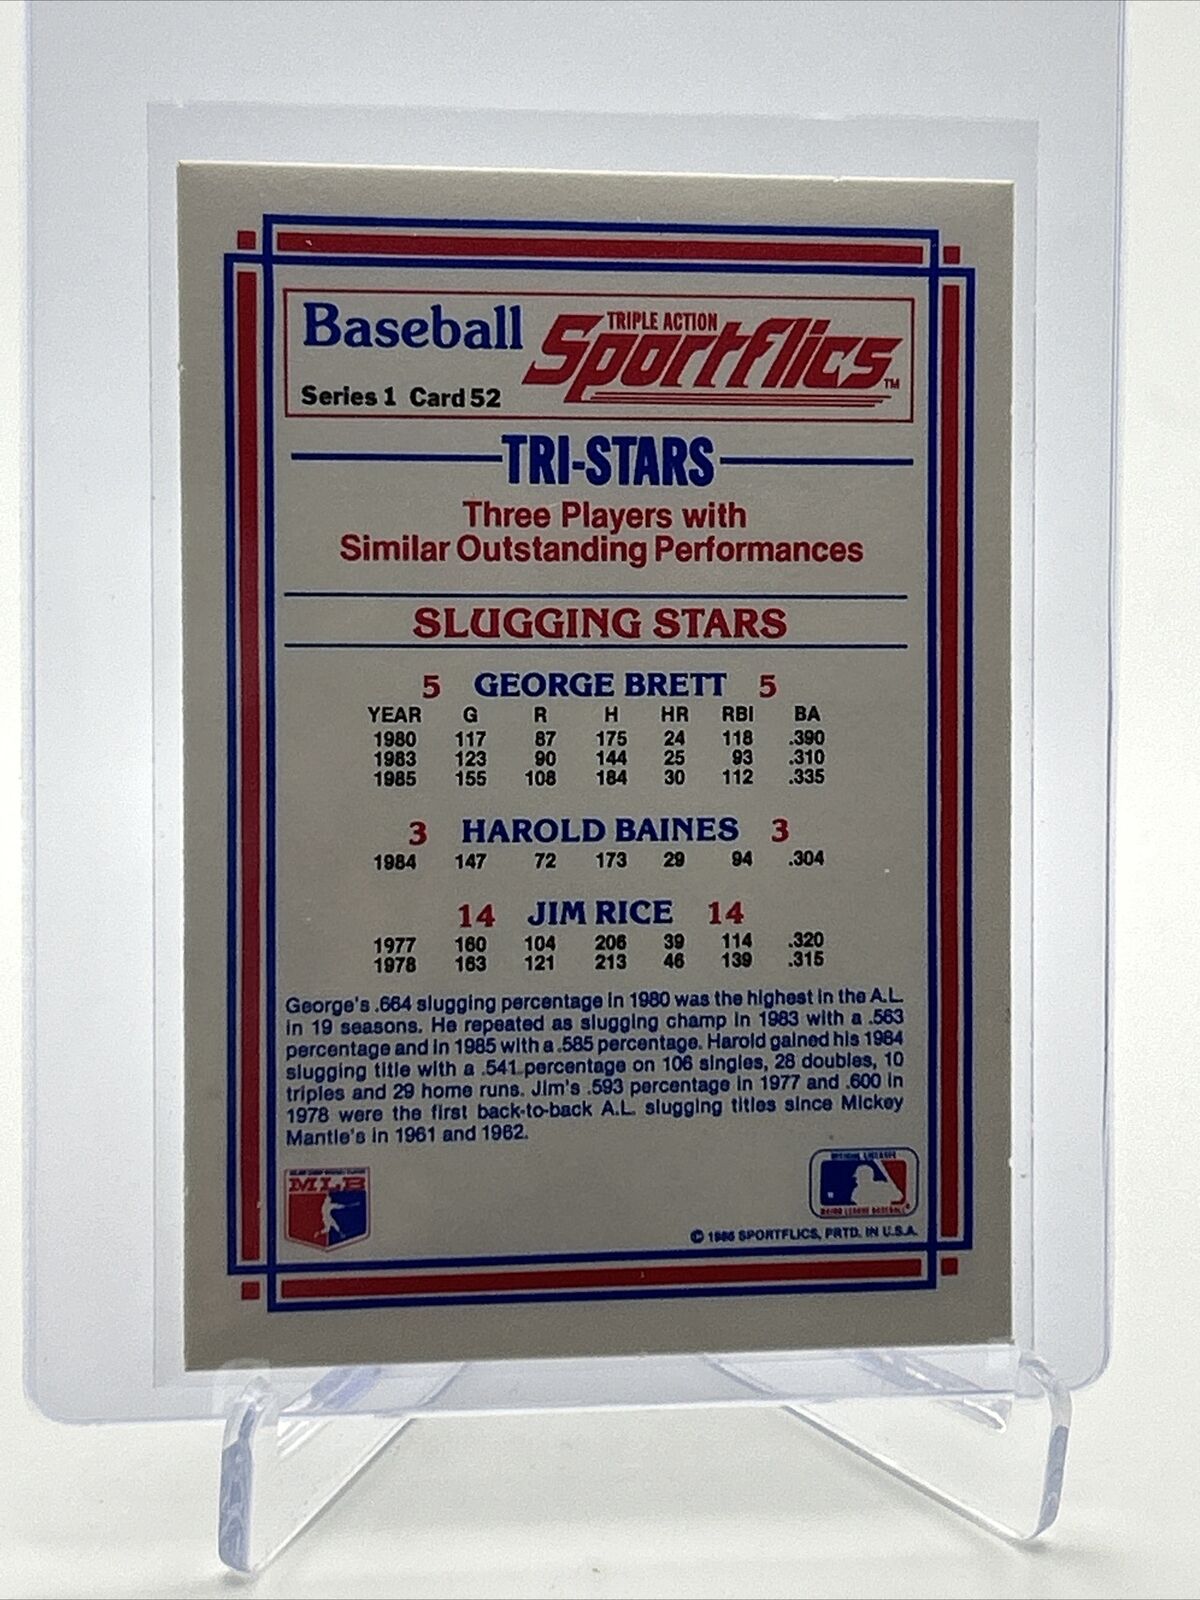 Baseball
TRIPLE ACTION
Sportflics™
Series 1 Card 52
TRI-STARS
Three Players with
Similar Outstanding Performances
SLUGGING STARS
5 GEORGE BRETT 5
YEAR G R H HR RBI BA
1980 117 87 175 24 118 .390
1983 123 90 144 25 93 .310
1985 155 108 184 30 112 .335
3 HAROLD BAINES 3
1984 147 72 173 29 94 .304
14 JIM RICE 14
1977 160 104 206 39 114 .320
1978 163 121 213 46 139 .315
George's .664 slugging percentage in 1980 was the highest in the A.L.
in 19 seasons. He repeated as slugging champ in 1983 with a .563
percentage and in 1985 with a .585 percentage. Harold gained his 1984
slugging title with a .541 percentage on 106 singles, 28 doubles, 10
triples and 29 home runs. Jim's .593 percentage in 1977 and .600 in
1978 were the first back-to-back A.L. slugging titles since Mickey
Mantle's in 1961 and 1962.
MLB
OFFICIAL LICENSEE
MAJOR LEAGUE BASEBALL®
© 1986 SPORTFLICS, PRTD. IN U.S.A.